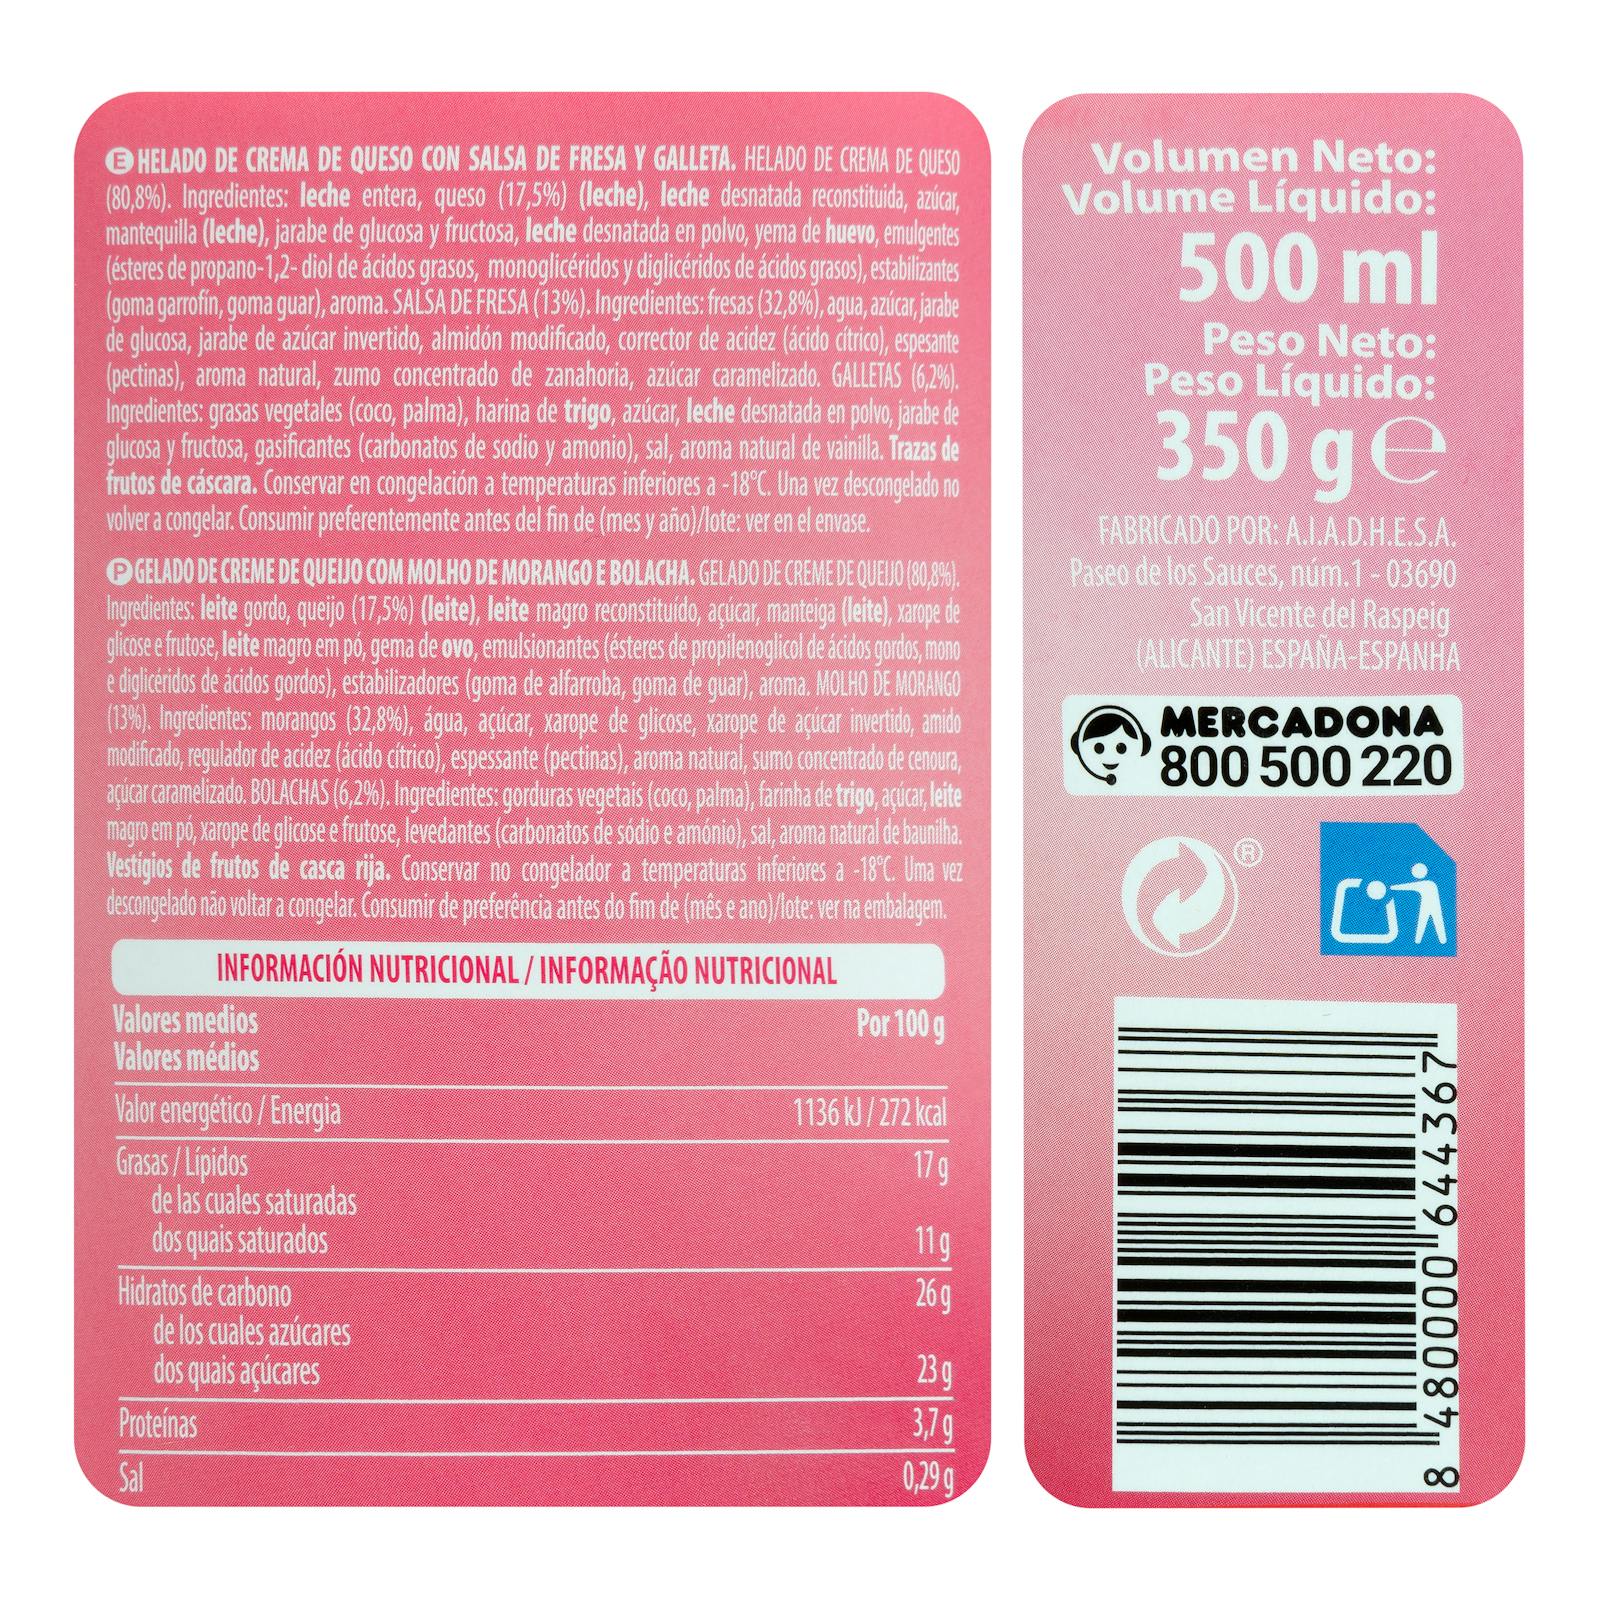 E HELADO DE CREMA DE QUESO CON SALSA DE FRESA Y GALLETA. HELADO DE CREMA DE QUESO
(80,8%). Ingredientes: leche entera, queso (17,5%) (leche), leche desnatada reconstituida, azúcar,
mantequilla (leche), jarabe de glucosa y fructosa, leche desnatada en polvo, yema de huevo, emulgentes
(ésteres de propano-1,2- diol de ácidos grasos, monoglicéridos y diglicéridos de ácidos grasos), estabilizantes
(goma garrofín, goma guar), aroma. SALSA DE FRESA (13%). Ingredientes: fresas (32,8%), agua, azúcar, jarabe
de glucosa, jarabe de azúcar invertido, almidón modificado, corrector de acidez (ácido cítrico), espesante
(pectinas), aroma natural, zumo concentrado de zanahoria, azúcar caramelizado. GALLETAS (6,2%).
Ingredientes: grasas vegetales (coco, palma), harina de trigo, azúcar, leche desnatada en polvo, jarabe de
glucosa y fructosa, gasificantes (carbonatos de sodio y amonio), sal, aroma natural de vainilla. Trazas de
frutos de cáscara. Conservar en congelación a temperaturas inferiores a -18°C. Una vez descongelado no
volver a congelar. Consumir preferentemente antes del fin de (mes y año)/lote: ver en el envase.
P GELADO DE CREME DE QUEIJO COM MOLHO DE MORANGO E BOLACHA. GELADO DE CREME DE QUEIJO (80,8%).
Ingredientes: leite gordo, queijo (17,5%) (leite), leite magro reconstituído, açúcar, manteiga (leite), xarope de
glicose e frutose, leite magro em pó, gema de ovo, emulsionantes (ésteres de propilenoglicol de ácidos gordos, mono
e diglicéridos de ácidos gordos), estabilizadores (goma de alfarroba, goma de guar), aroma. MOLHO DE MORANGO
(13%). Ingredientes: morangos (32,8%), água, açúcar, xarope de glicose, xarope de açúcar invertido, amido
modificado, regulador de acidez (ácido cítrico), espessante (pectinas), aroma natural, sumo concentrado de cenoura,
açúcar caramelizado. BOLACHAS (6,2%). Ingredientes: gorduras vegetais (coco, palma), farinha de trigo, açúcar, leite
magro em pó, xarope de glicose e frutose, levedantes (carbonatos de sódio e amónio), sal, aroma natural de baunilha.
Vestígios de frutos de casca rija. Conservar no congelador a temperaturas inferiores a -18°C. Uma vez
descongelado não voltar a congelar. Consumir de preferência antes do fim de (mês e ano)/lote: ver na embalagem.
INFORMACIÓN NUTRICIONAL / INFORMAÇÃO NUTRICIONAL
Valores medios Por 100 g
Valores médios
Valor energético / Energia 1136 kJ / 272 kcal
Grasas / Lípidos 17 g
de las cuales saturadas
dos quais saturados 11 g
Hidratos de carbono 26 g
de los cuales azúcares
dos quais açúcares 23 g
Proteínas 3,7 g
Sal 0,29 g
Volumen Neto:
Volume Líquido:
500 ml
Peso Neto:
Peso Líquido:
350 g e
FABRICADO POR: A.I.A.D.H.E.S.A.
Paseo de los Sauces, núm.1 - 03690
San Vicente del Raspeig
(ALICANTE) ESPAÑA-ESPANHA
MERCADONA
800 500 220
®
8 480000 644367